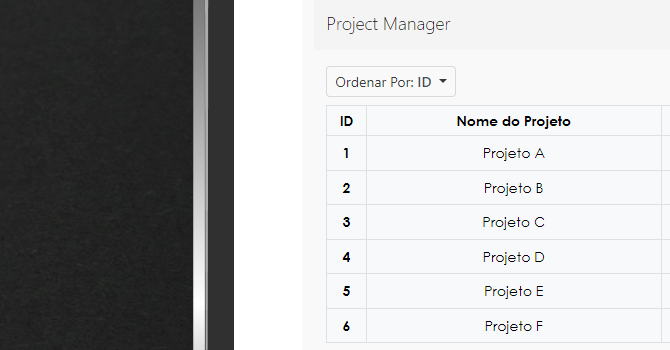 Project Manager
Ordenar Por: ID
ID Nome do Projeto
1 Projeto A
2 Projeto B
3 Projeto C
4 Projeto D
5 Projeto E
6 Projeto F